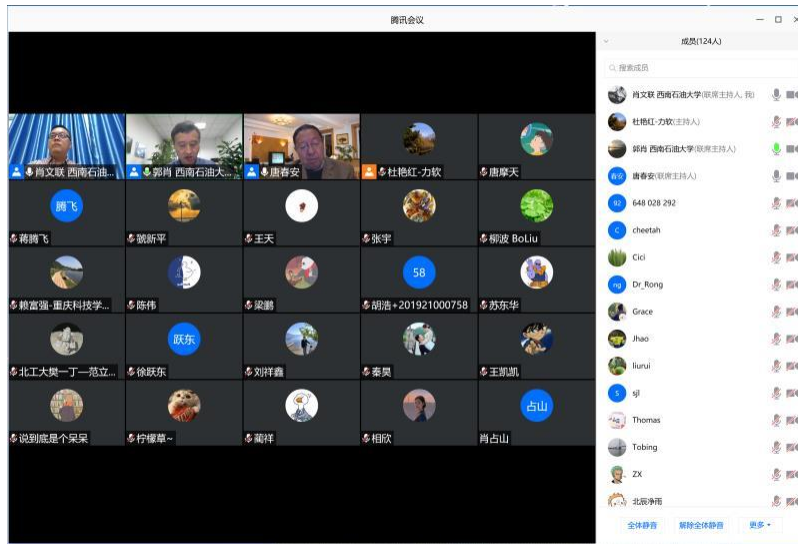 腾讯会议
成员(124人)
搜索成员
肖文联 西南石油大学(联席主持人, 我)
杜艳红-力软(主持人)
郭肖 西南石油大学(联席主持人)
春安
唐春安(联席主持人)
92
648 028 292
C
cheetah
Cici
ng
Dr_Rong
Grace
Jhao
liurui
S
sjl
Thomas
Tobing
ZX
北辰净雨
全体静音
解除全体静音
更多
肖文联 西南石油...
郭肖 西南石油大...
唐春安
杜艳红-力软
唐摩天
腾飞
蒋腾飞
虢新平
王天
张宇
柳波 BoLiu
赖富强-重庆科技学...
陈伟
梁鹏
58
胡浩+201921000758
苏东华
北工大樊一丁—范立...
跃东
徐跃东
刘祥鑫
秦昊
王凯凯
说到底是个呆呆
柠檬草~
蔺祥
相欣
占山
肖占山